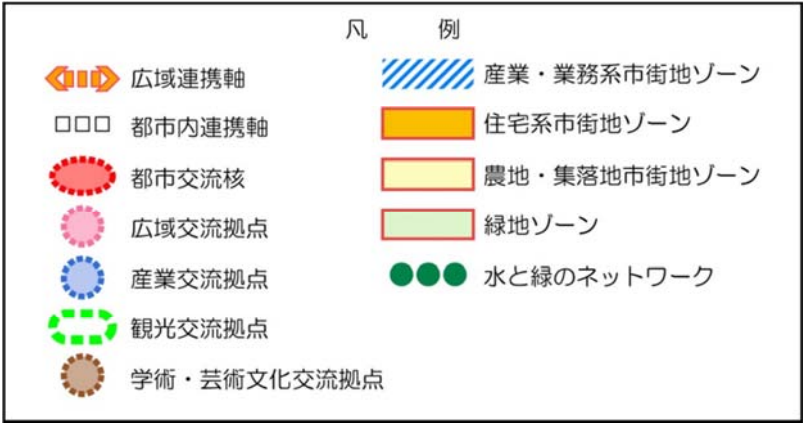 凡 例
広域連携軸
都市内連携軸
都市交流核
広域交流拠点
産業交流拠点
観光交流拠点
学術・芸術文化交流拠点
産業・業務系市街地ゾーン
住宅系市街地ゾーン
農地・集落地市街地ゾーン
緑地ゾーン
水と緑のネットワーク